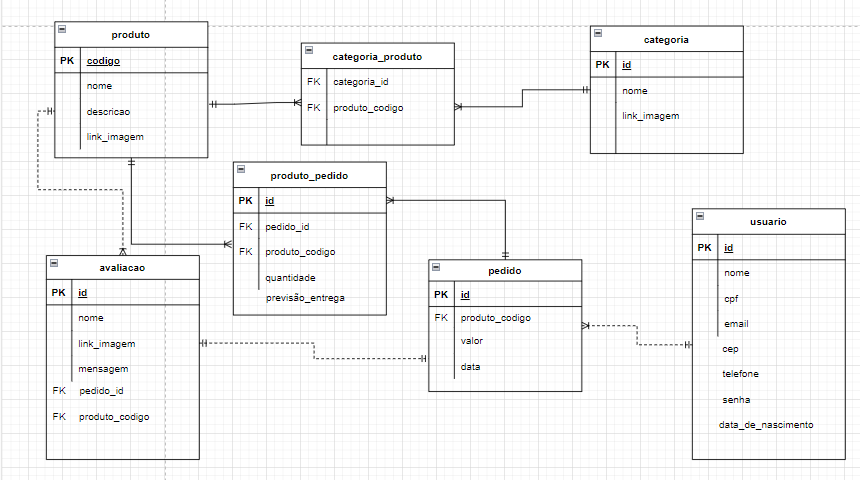 produto
PK codigo
nome
descricao
link_imagem
categoria_produto
FK categoria_id
FK produto_codigo
categoria
PK id
nome
link_imagem
produto_pedido
PK id
FK pedido_id
FK produto_codigo
quantidade
previsão_entrega
avaliacao
PK id
nome
link_imagem
mensagem
FK pedido_id
FK produto_codigo
pedido
PK id
FK produto_codigo
valor
data
usuario
PK id
nome
cpf
email
cep
telefone
senha
data_de_nascimento